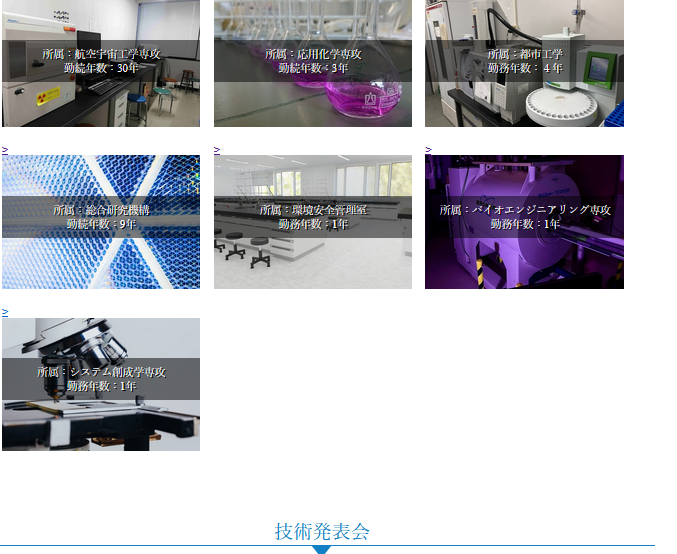 所属：航空宇宙工学専攻
勤続年数：30年
所属：応用化学専攻
勤続年数：3年
所属：都市工学
勤務年数：４年
>
>
>
所属：総合研究機構
勤続年数：9年
所属：環境安全管理室
勤務年数：1年
所属：バイオエンジニアリング専攻
勤務年数：1年
>
所属：システム創成学専攻
勤務年数：1年
技術発表会